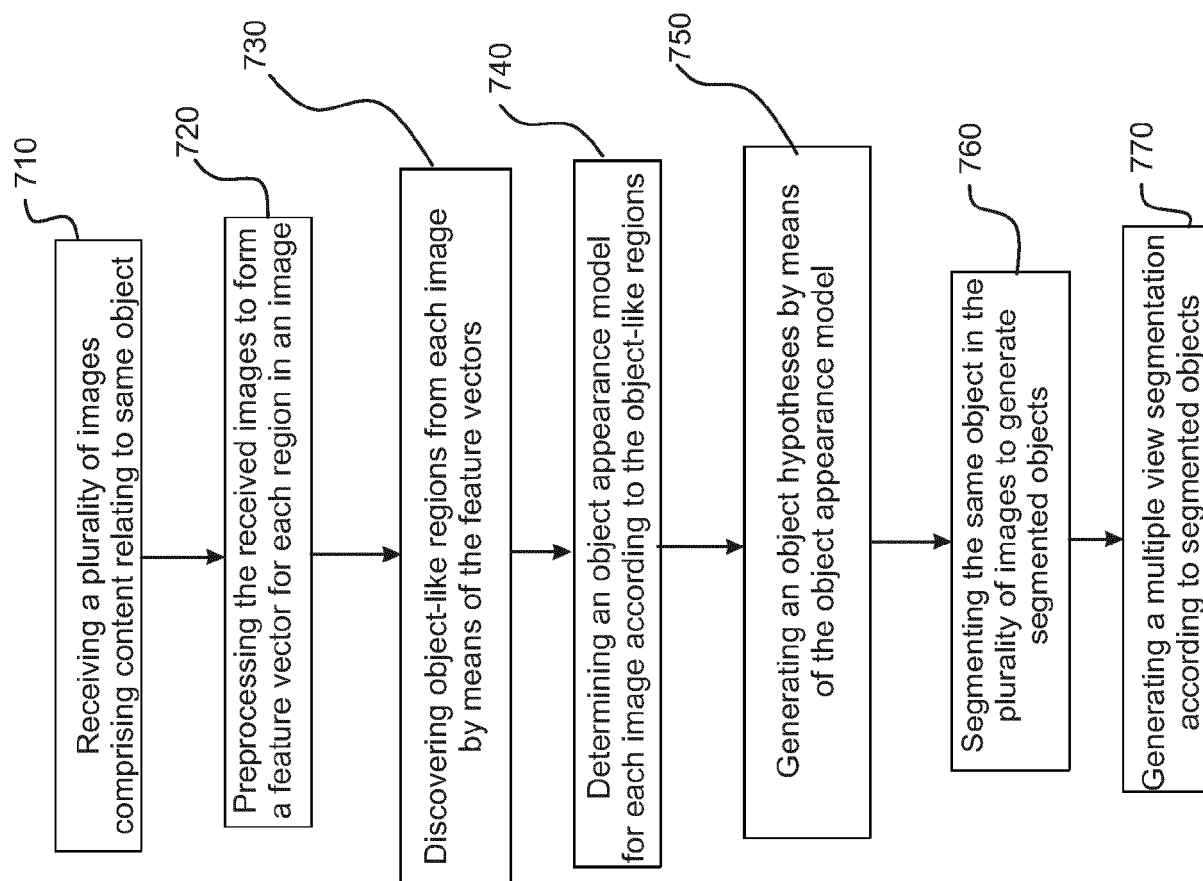 710
Receiving a plurality of images
comprising content relating to same object
720
Preprocessing the received images to form
a feature vector for each region in an image
730
Discovering object-like regions from each image
by means of the feature vectors
740
Determining an object appearance model
for each image according to the object-like regions
750
Generating an object hypotheses by means
of the object appearance model
760
Segmenting the same object in the
plurality of images to generate
segmented objects
770
Generating a multiple view segmentation
according to segmented objects